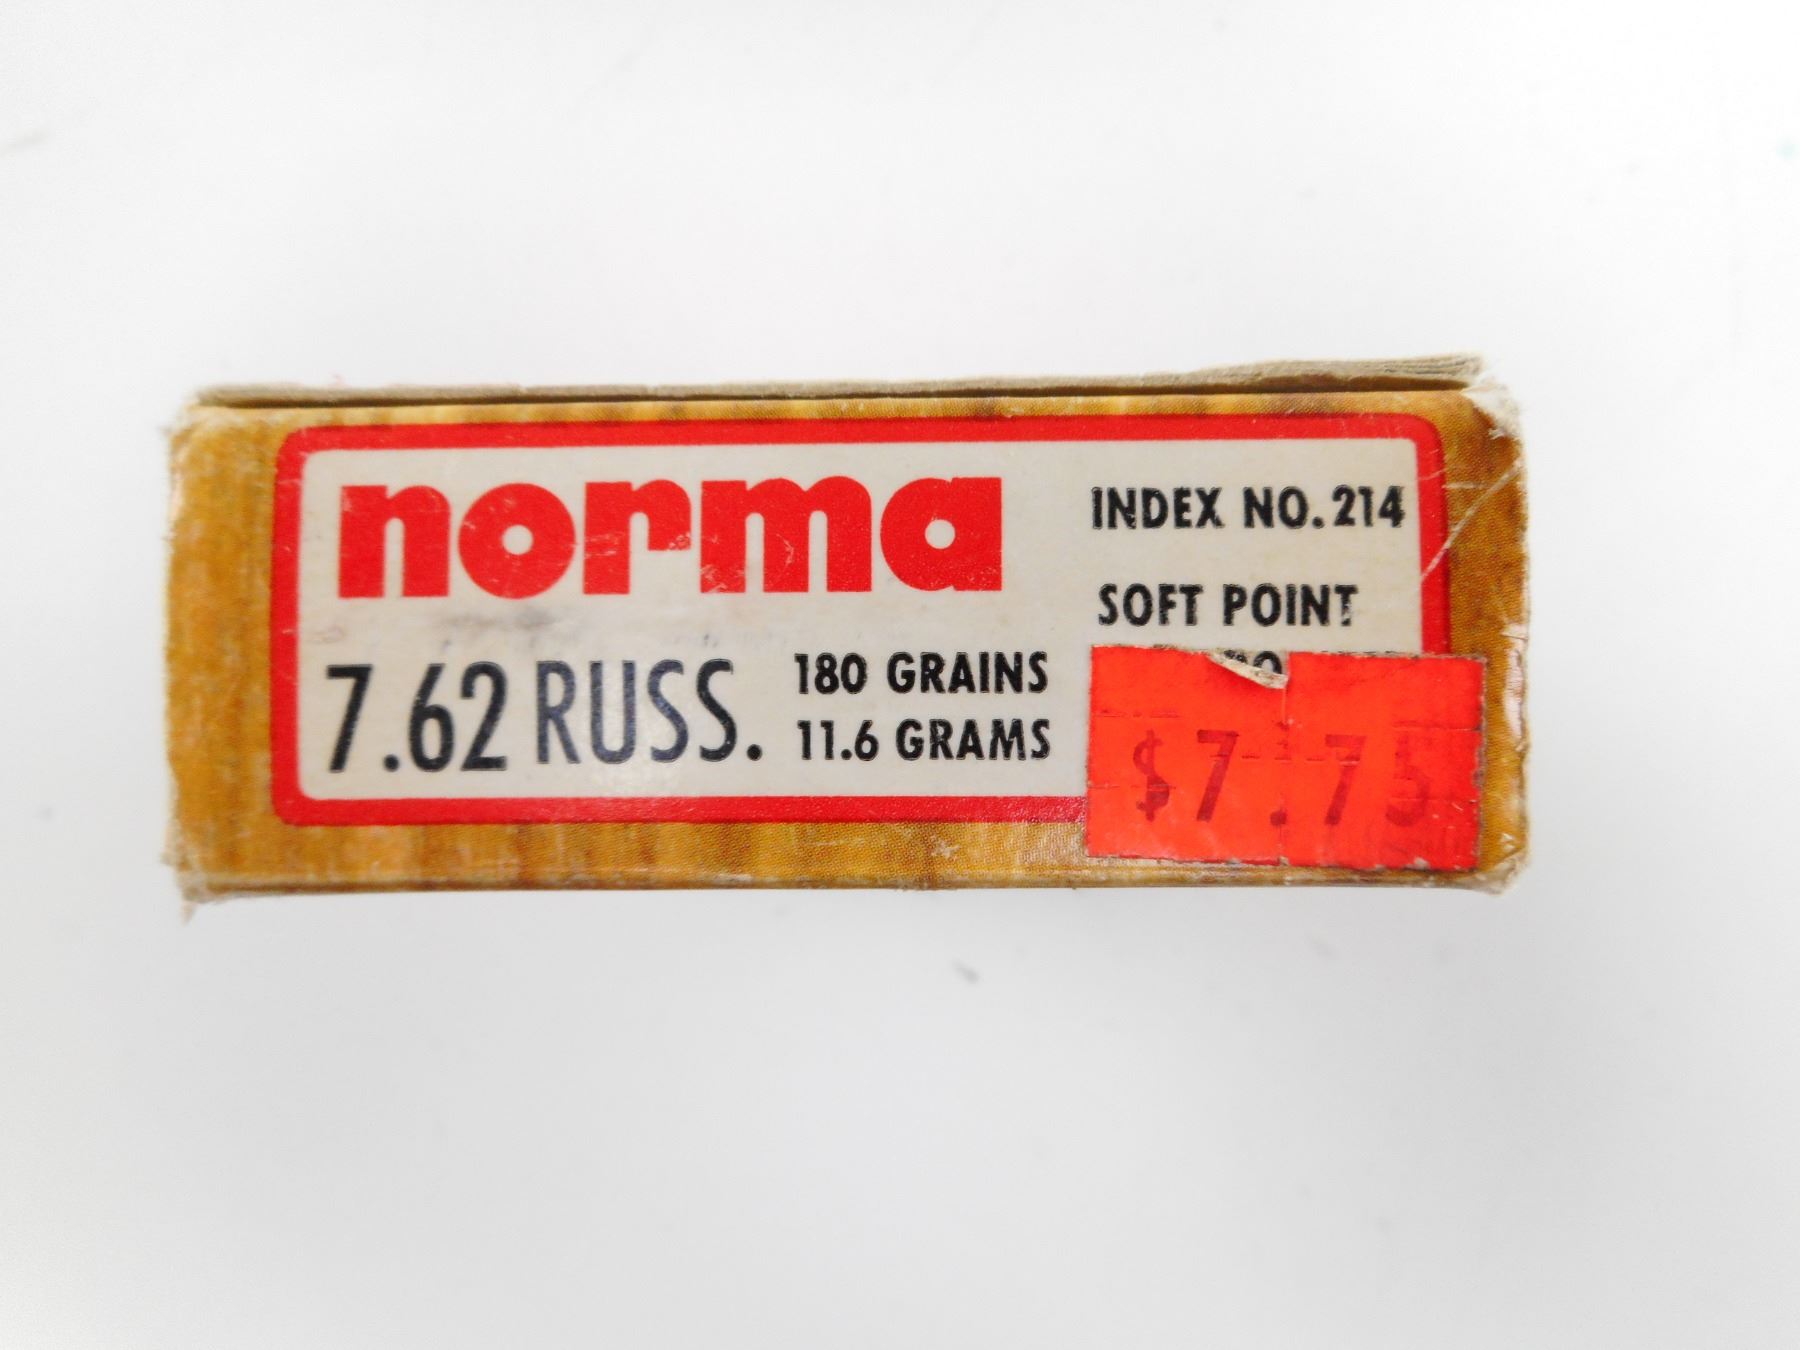 norma
INDEX NO. 214
SOFT POINT
7.62 RUSS.
180 GRAINS
11.6 GRAMS
$7.75